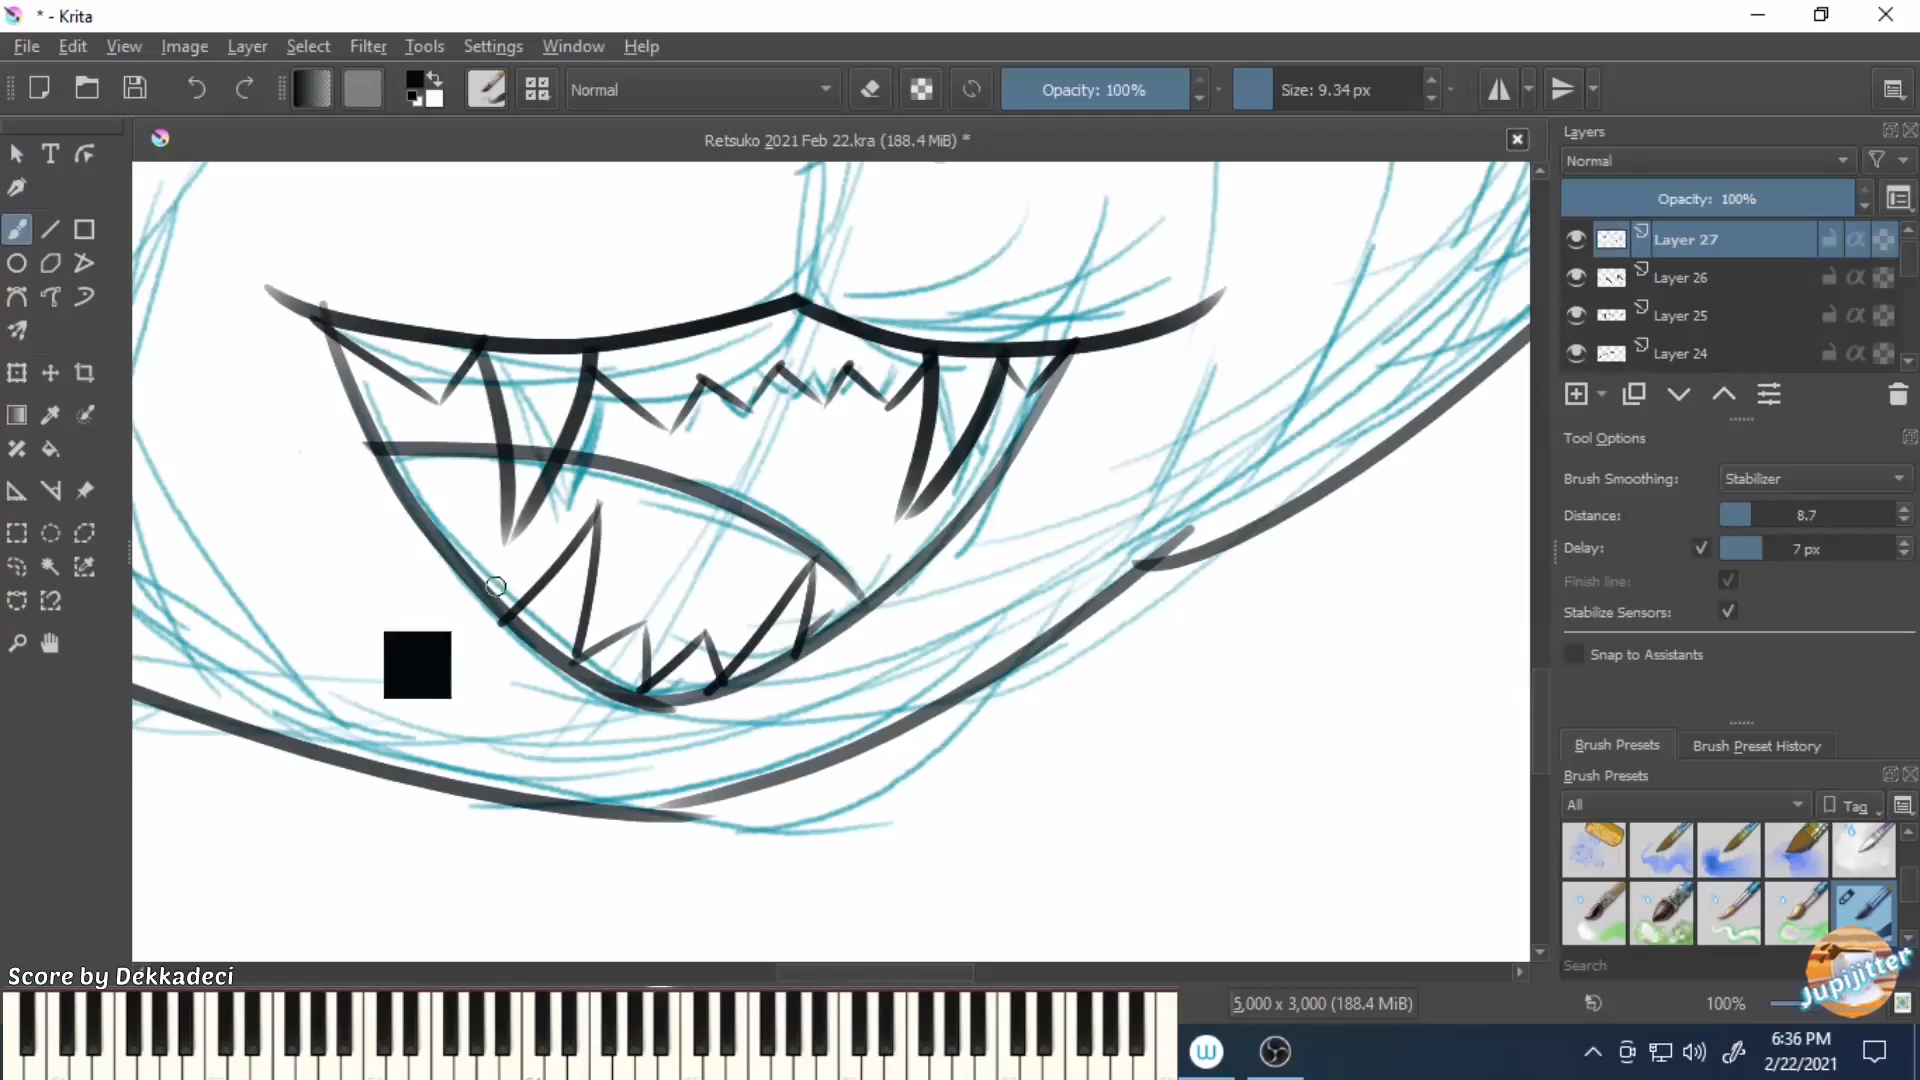 * - Krita
File Edit View Image Layer Select Filter Tools Settings Window Help
Normal Opacity: 100% Size: 9.34 px
Retsuko 2021 Feb 22.kra (188.4 MiB) *
Layers
Normal
Opacity: 100%
Layer 27
Layer 26
Layer 25
Layer 24
Tool Options
Brush Smoothing: Stabilizer
Distance: 8.7
Delay: 7 px
Finish line:
Stabilize Sensors:
Snap to Assistants
Brush Presets Brush Preset History
Brush Presets
All Tag
Search
Jupijitter
Score by Dekkadeci
5,000 x 3,000 (188.4 MiB) 100%
6:36 PM
2/22/2021